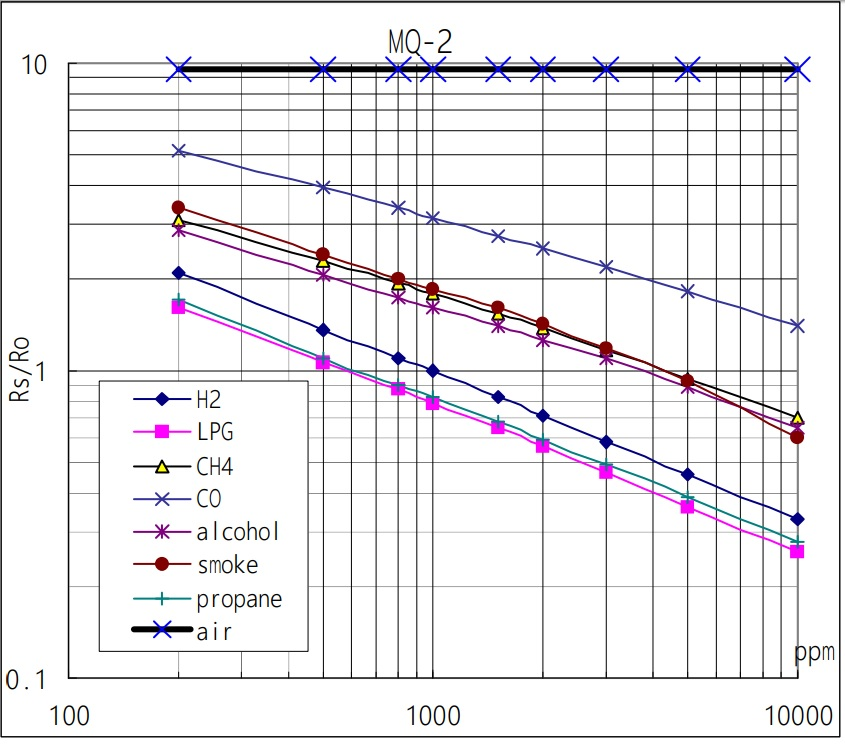 MQ-2
10
1
0.1
Rs/Ro
H2
LPG
CH4
CO
alcohol
smoke
propane
air
ppm
100
1000
10000